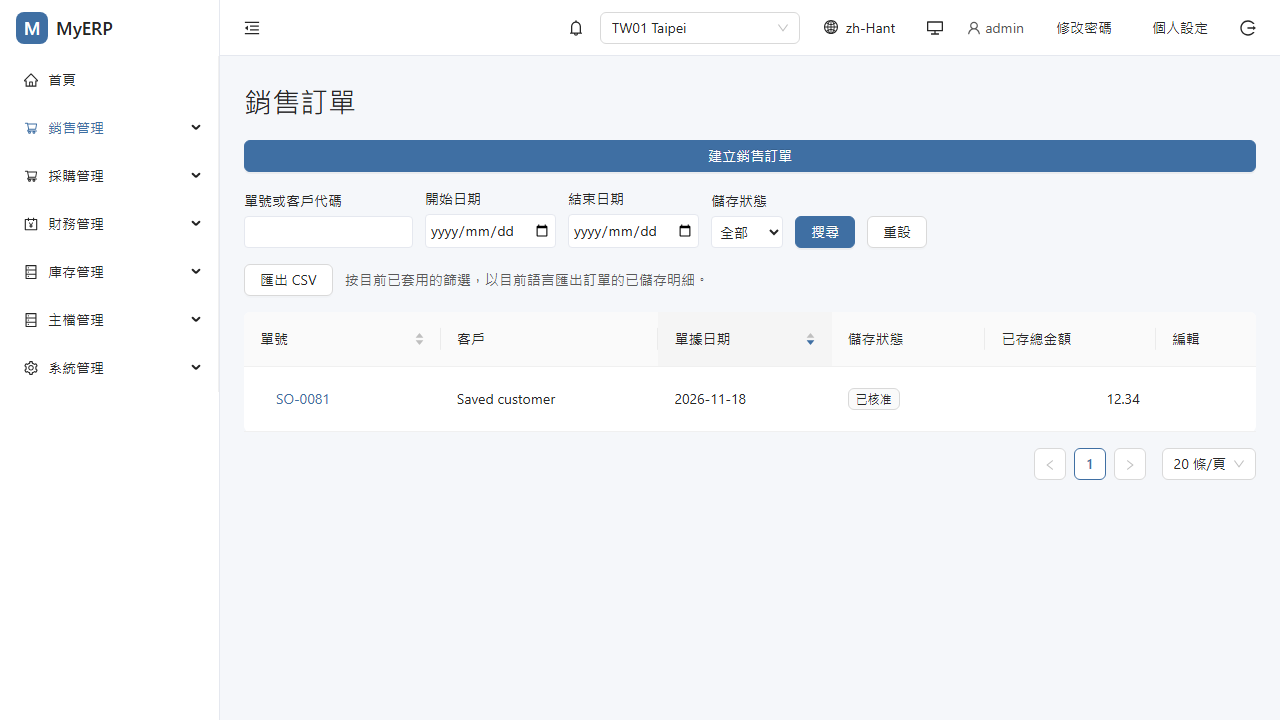 M MyERP
TW01 Taipei
zh-Hant
admin
修改密碼
個人設定
首頁
銷售管理
採購管理
財務管理
庫存管理
主檔管理
系統管理
銷售訂單
建立銷售訂單
單號或客戶代碼
開始日期
yyyy/mm/dd
結束日期
yyyy/mm/dd
儲存狀態
全部
搜尋
重設
匯出 CSV
按目前已套用的篩選，以目前語言匯出訂單的已儲存明細。
單號 客戶 單據日期 儲存狀態 已存總金額 編輯
SO-0081 Saved customer 2026-11-18 已核准 12.34
1
20 條/頁